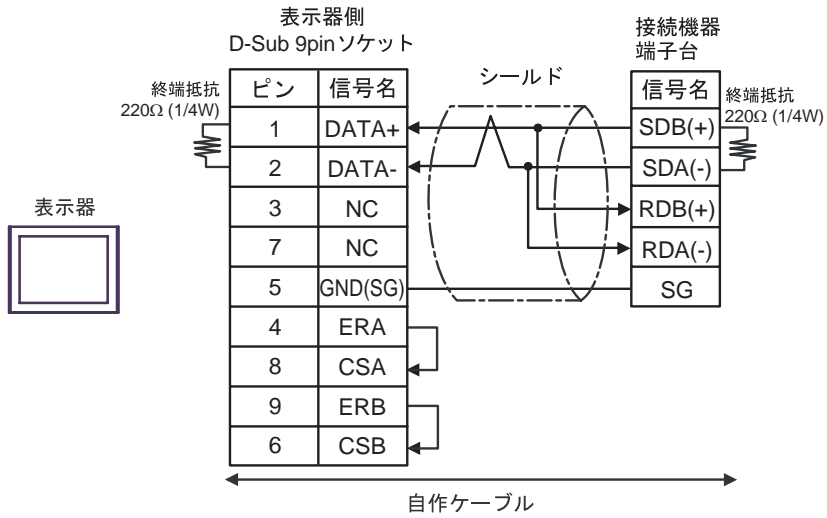 表示器側
D-Sub 9pinソケット
接続機器
端子台
シールド
終端抵抗
220Ω (1/4W)
終端抵抗
220Ω (1/4W)
表示器
ピン 信号名
1 DATA+
2 DATA-
3 NC
7 NC
5 GND(SG)
4 ERA
8 CSA
9 ERB
6 CSB
信号名
SDB(+)
SDA(-)
RDB(+)
RDA(-)
SG
自作ケーブル